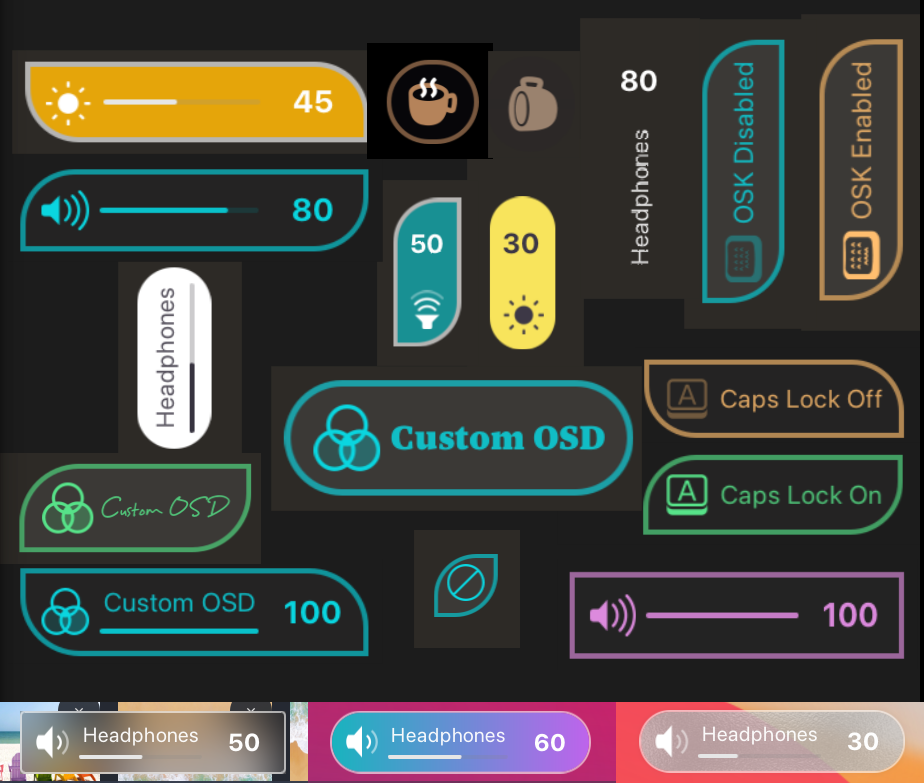 45
80
Headphones
OSK Disabled
OSK Enabled
80
50
30
Headphones
A Caps Lock Off
Custom OSD
A Caps Lock On
Custom OSD
Custom OSD
100
100
Headphones
50
Headphones
60
Headphones
30